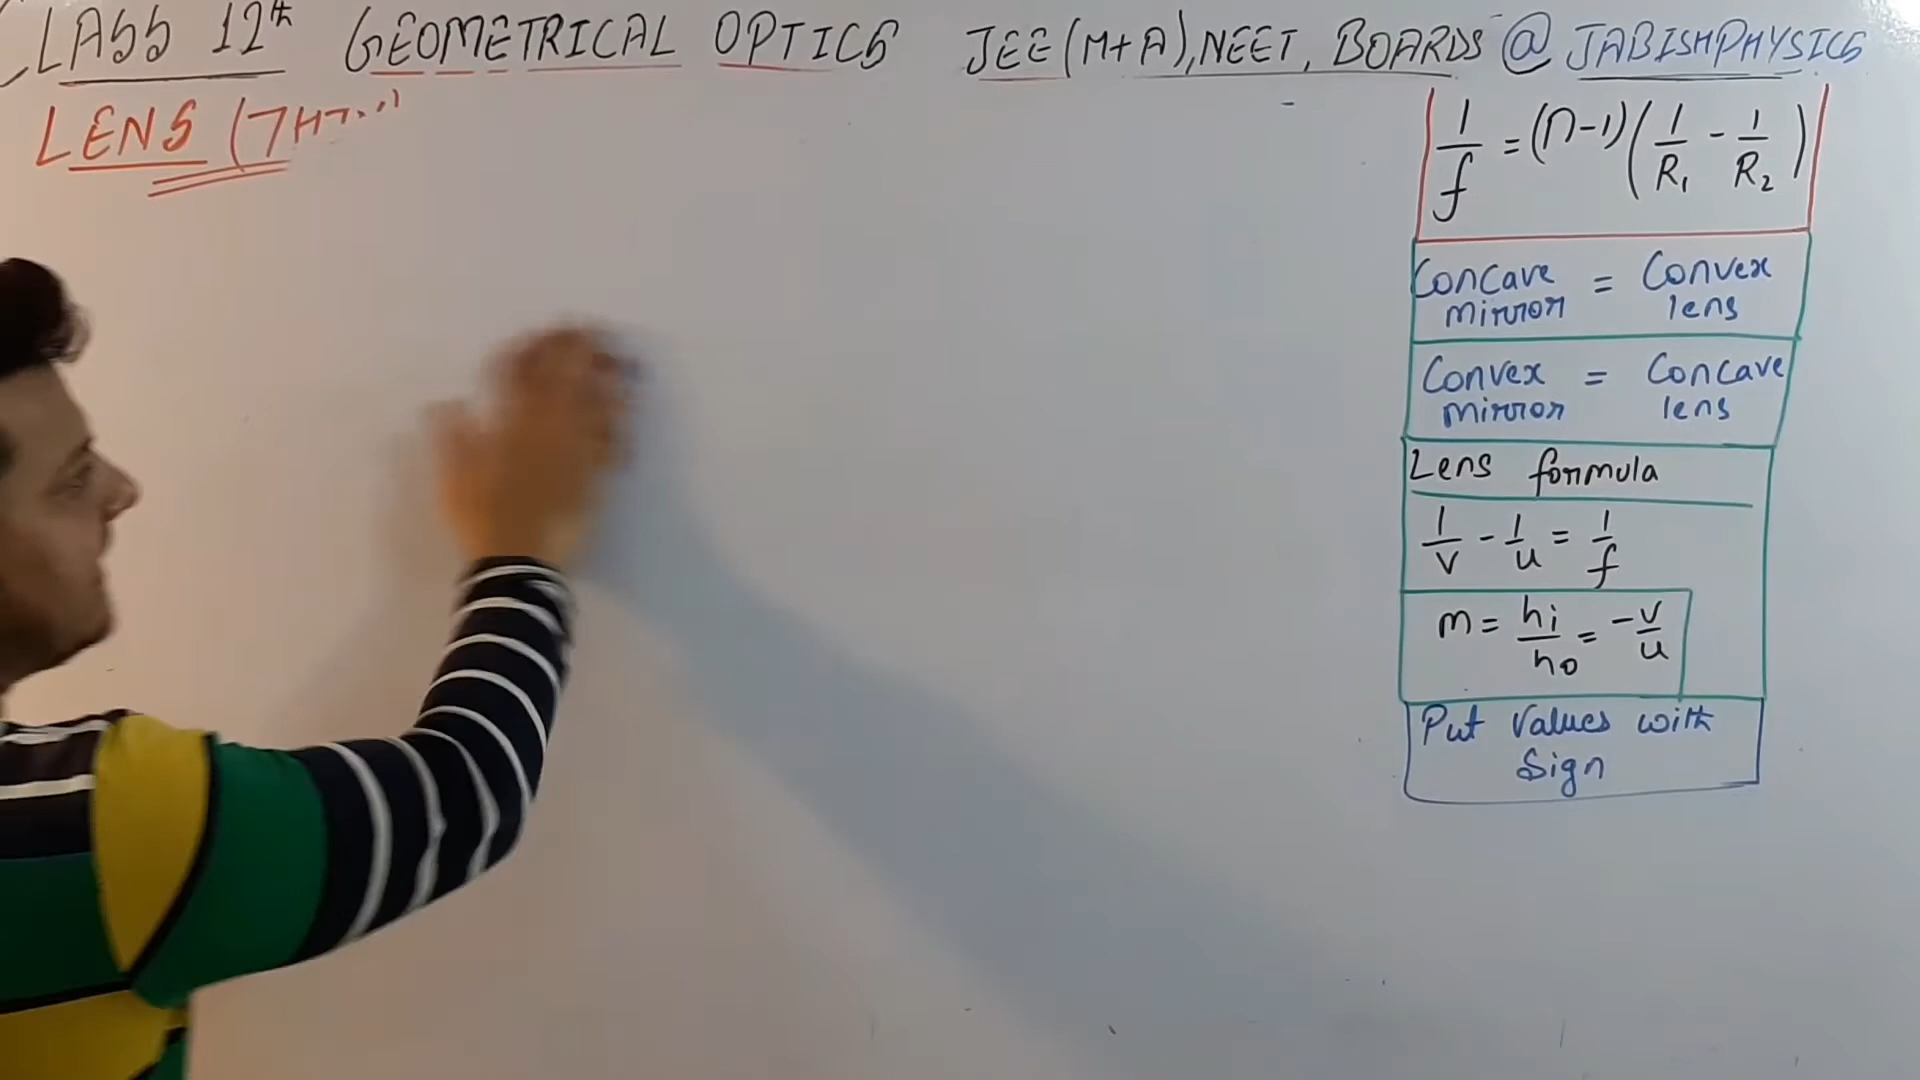 CLASS 12th GEOMETRICAL OPTICS JEE(M+A), NEET, BOARDS @ JABISHPHYSICS
LENS
1/f = (n-1)(1/R₁ - 1/R₂)
Concave mirror = Convex lens
Convex mirror = Concave lens
Lens formula
1/v - 1/u = 1/f
m = hi/ho = -v/u
Put Values with
Sign